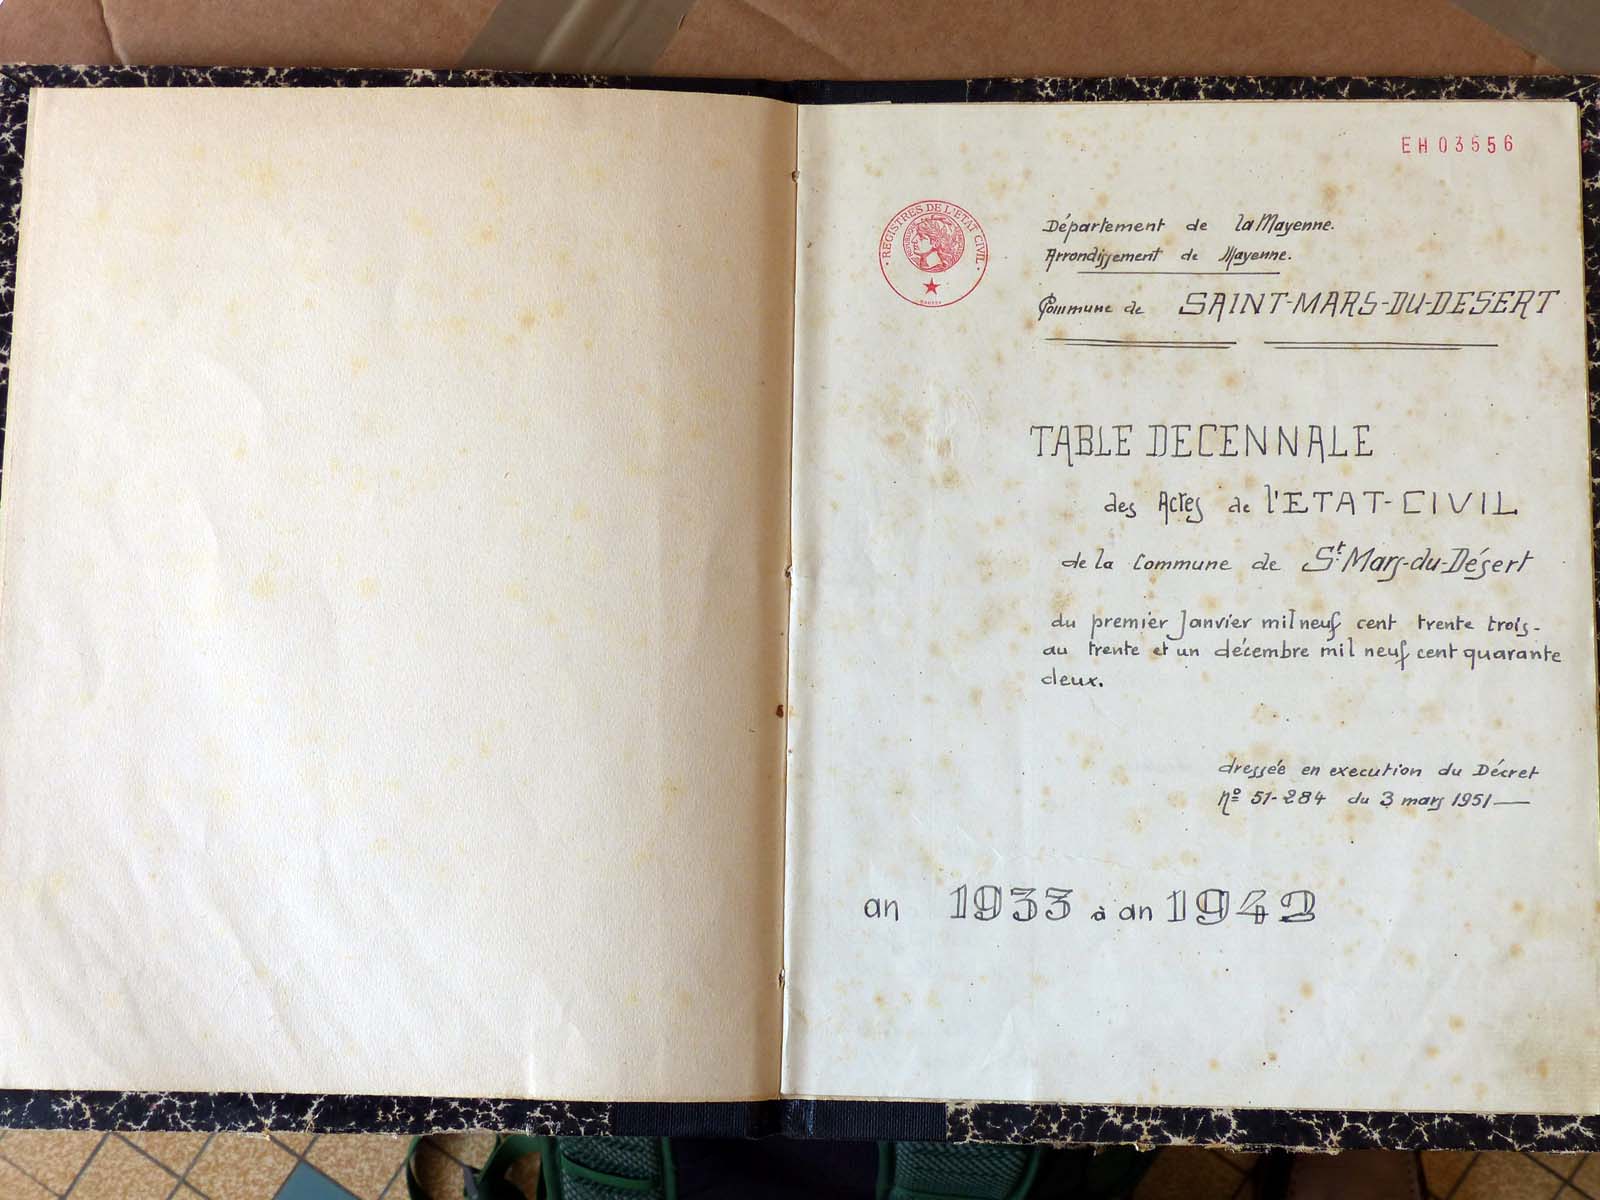 EH03556
REGISTRES DE L'ETAT CIVIL
Département de la Mayenne.
Arrondissement de Mayenne.
Commune de SAINT-MARS-DU-DESERT
TABLE DECENNALE
des Actes de l'ETAT-CIVIL
de la Commune de St Mars-du-Désert
du premier Janvier mil neuf cent trente trois-
au trente et un décembre mil neuf cent quarante
deux.
dressée en execution du Décret
nº 51-284 du 3 mars 1951—
an 1933 à an 1942